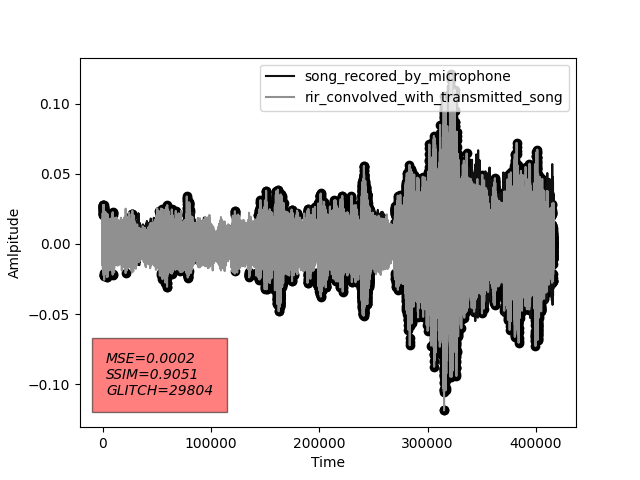 song_recored_by_microphone
rir_convolved_with_transmitted_song
0.10
0.05
0.00
−0.05
−0.10
Amlpitude
MSE=0.0002
SSIM=0.9051
GLITCH=29804
0 100000 200000 300000 400000
Time